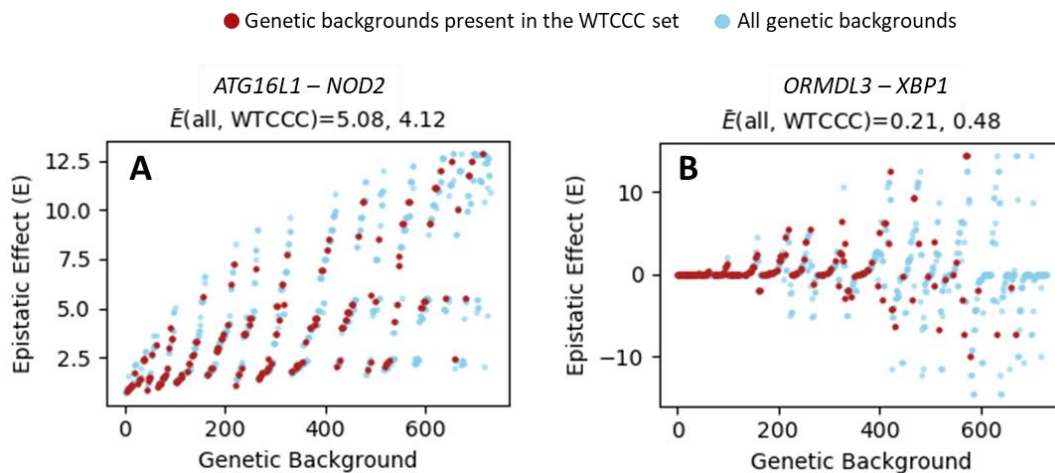 Genetic backgrounds present in the WTCCC set
All genetic backgrounds
ATG16L1 – NOD2
Ē(all, WTCCC)=5.08, 4.12
A
12.5
10.0
7.5
5.0
2.5
Epistatic Effect (E)
0
200
400
600
Genetic Background
ORMDL3 – XBP1
Ē(all, WTCCC)=0.21, 0.48
B
10
0
−10
Epistatic Effect (E)
0
200
400
600
Genetic Background